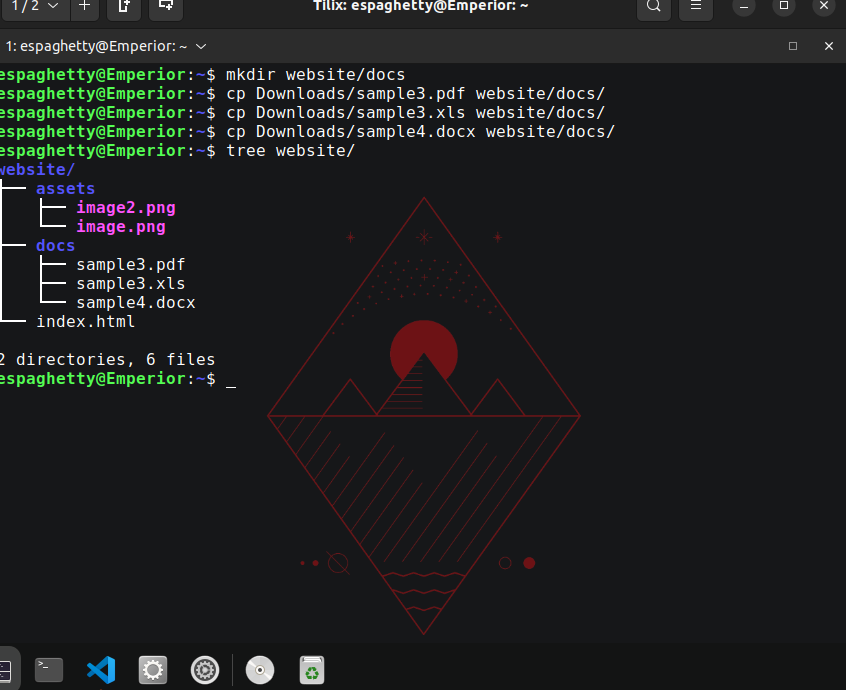 1 / 2
Tilix: espaghetty@Emperior: ~
1: espaghetty@Emperior: ~
espaghetty@Emperior:~$ mkdir website/docs
espaghetty@Emperior:~$ cp Downloads/sample3.pdf website/docs/
espaghetty@Emperior:~$ cp Downloads/sample3.xls website/docs/
espaghetty@Emperior:~$ cp Downloads/sample4.docx website/docs/
espaghetty@Emperior:~$ tree website/
website/
├── assets
│   ├── image2.png
│   └── image.png
├── docs
│   ├── sample3.pdf
│   ├── sample3.xls
│   └── sample4.docx
└── index.html
2 directories, 6 files
espaghetty@Emperior:~$ _